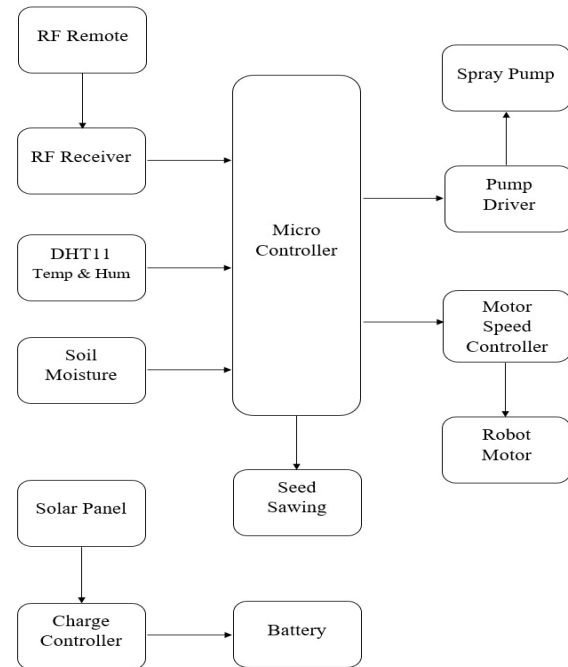 RF Remote
RF Receiver
DHT11
Temp & Hum
Soil
Moisture
Micro
Controller
Spray Pump
Pump
Driver
Motor
Speed
Controller
Robot
Motor
Seed
Sawing
Solar Panel
Charge
Controller
Battery